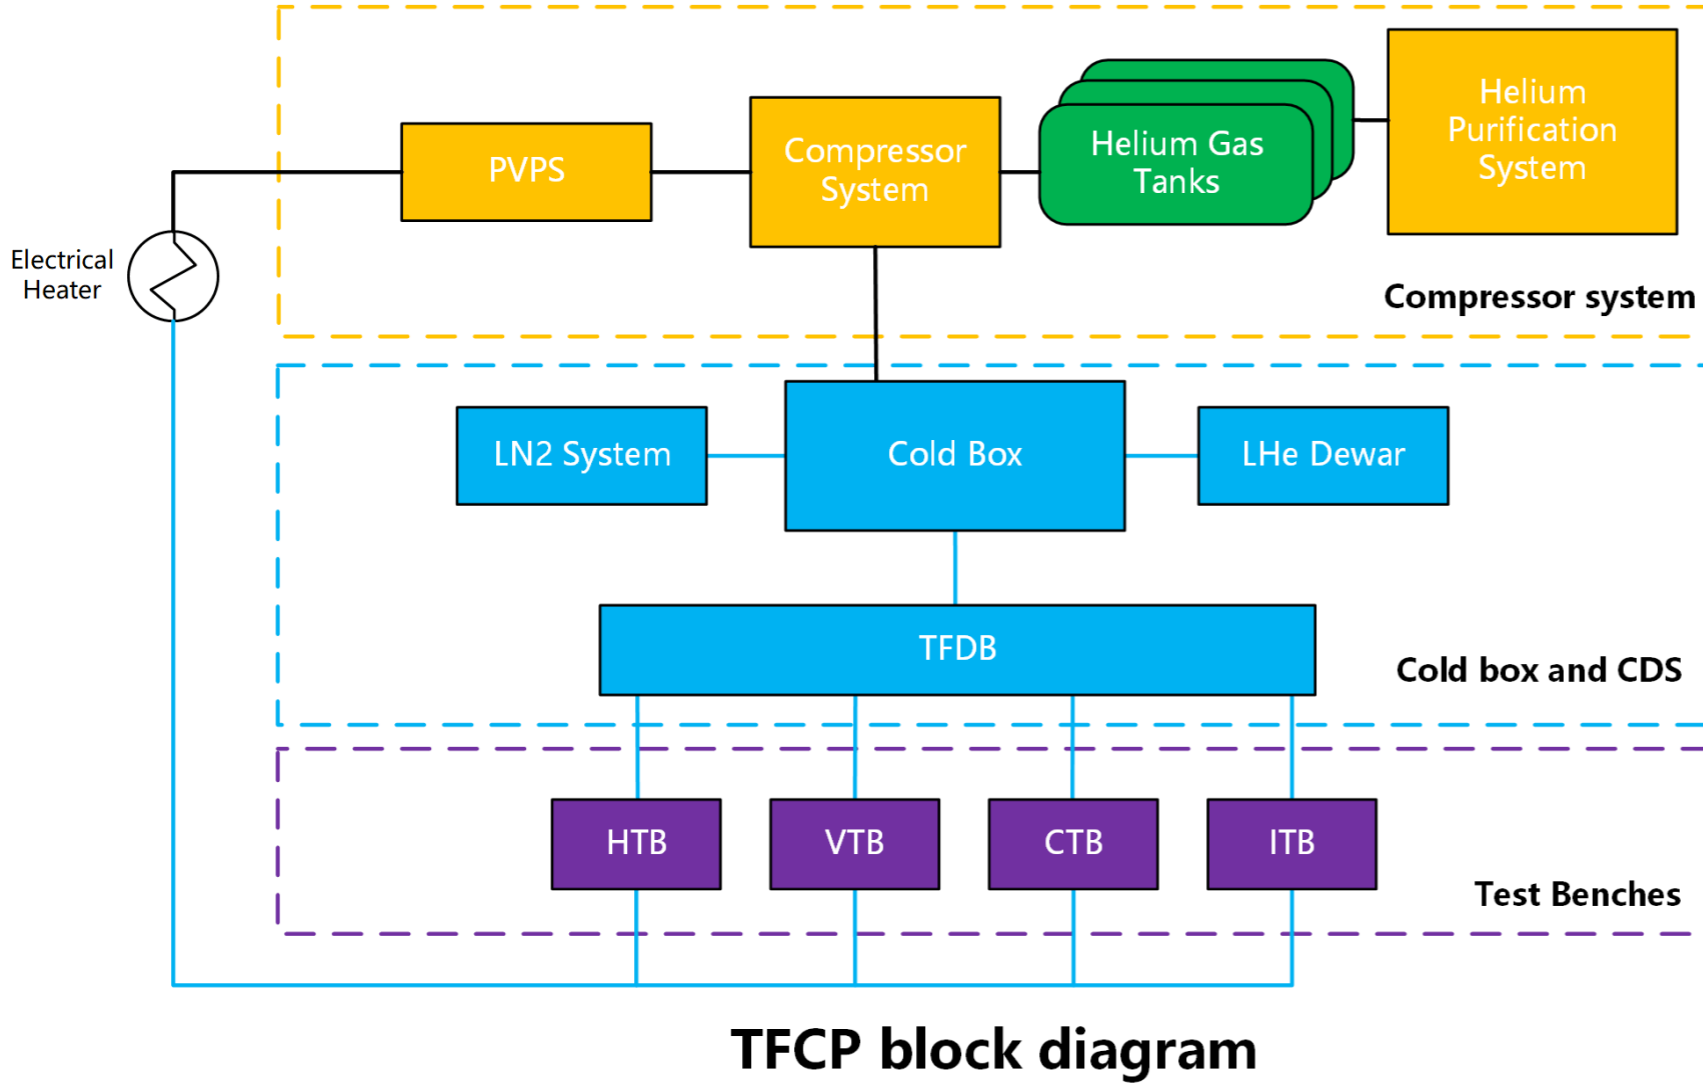 PVPS
Compressor
System
Helium Gas
Tanks
Helium
Purification
System
Electrical
Heater
Compressor system
LN2 System
Cold Box
LHe Dewar
TFDB
Cold box and CDS
HTB
VTB
CTB
ITB
Test Benches
TFCP block diagram